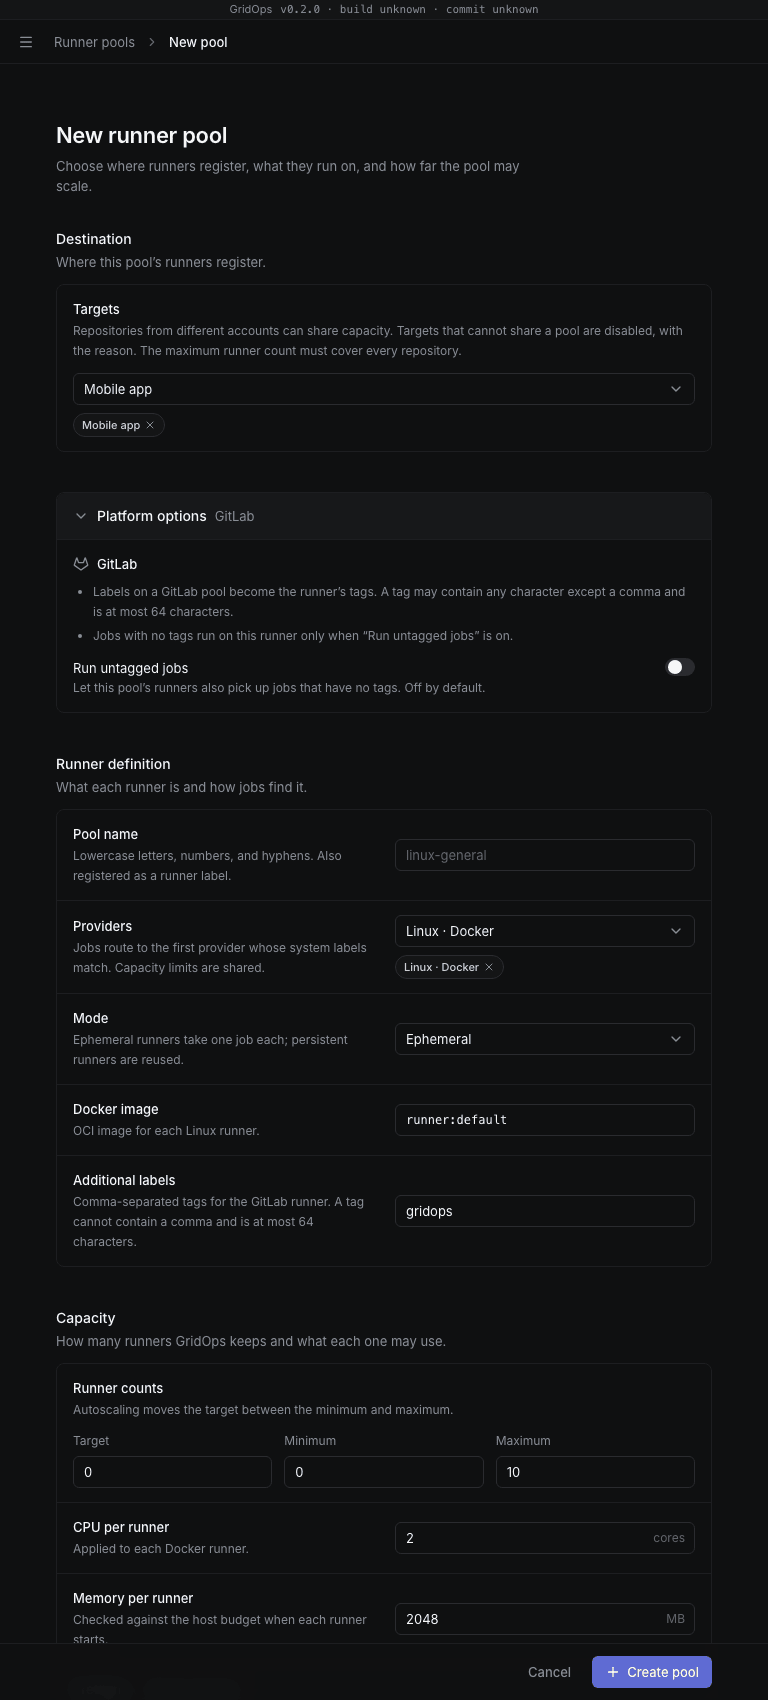 GridOps v0.2.0 · build unknown · commit unknown
Runner pools
New pool
New runner pool
Choose where runners register, what they run on, and how far the pool may
scale.
Destination
Where this pool’s runners register.
Targets
Repositories from different accounts can share capacity. Targets that cannot share a pool are disabled, with
the reason. The maximum runner count must cover every repository.
Mobile app
Mobile app
Platform options GitLab
GitLab
• Labels on a GitLab pool become the runner’s tags. A tag may contain any character except a comma and
is at most 64 characters.
• Jobs with no tags run on this runner only when “Run untagged jobs” is on.
Run untagged jobs
Let this pool’s runners also pick up jobs that have no tags. Off by default.
Runner definition
What each runner is and how jobs find it.
Pool name
Lowercase letters, numbers, and hyphens. Also
registered as a runner label.
linux-general
Providers
Jobs route to the first provider whose system labels
match. Capacity limits are shared.
Linux · Docker
Linux · Docker
Mode
Ephemeral runners take one job each; persistent
runners are reused.
Ephemeral
Docker image
OCI image for each Linux runner.
runner:default
Additional labels
Comma-separated tags for the GitLab runner. A tag
cannot contain a comma and is at most 64
characters.
gridops
Capacity
How many runners GridOps keeps and what each one may use.
Runner counts
Autoscaling moves the target between the minimum and maximum.
Target
Minimum
Maximum
0
0
10
CPU per runner
Applied to each Docker runner.
2
cores
Memory per runner
Checked against the host budget when each runner
starts.
2048
MB
Cancel
Create pool